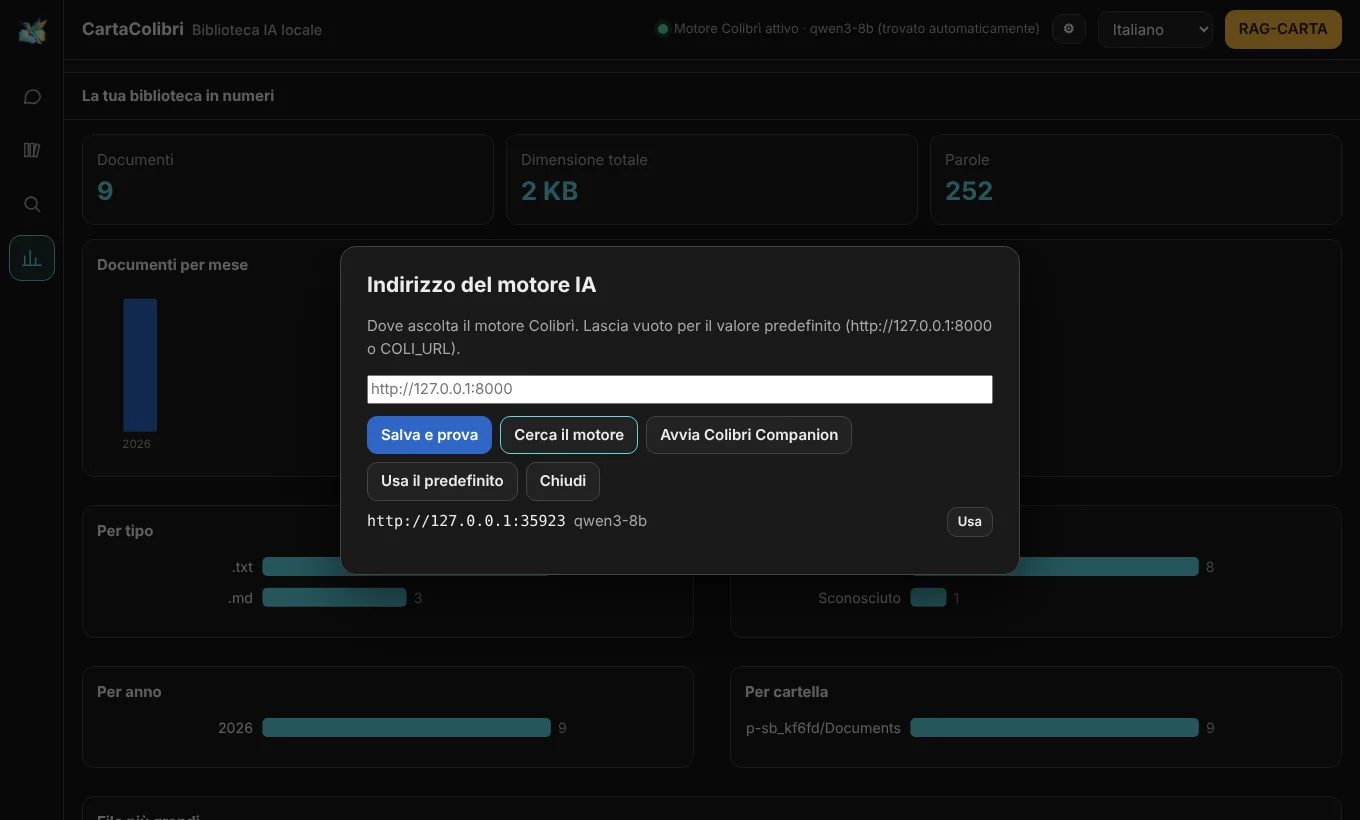 CartaColibri Biblioteca IA locale
Motore Colibrì attivo · qwen3-8b (trovato automaticamente)
Italiano
RAG-CARTA
La tua biblioteca in numeri
Documenti
9
Dimensione totale
2 KB
Parole
252
Documenti per mese
2026
Indirizzo del motore IA
Dove ascolta il motore Colibrì. Lascia vuoto per il valore predefinito (http://127.0.0.1:8000
o COLI_URL).
http://127.0.0.1:8000
Salva e prova
Cerca il motore
Avvia Colibri Companion
Usa il predefinito
Chiudi
http://127.0.0.1:35923 qwen3-8b
Usa
Per tipo
.txt
.md 3
8
Sconosciuto 1
Per anno
2026 9
Per cartella
p-sb_kf6fd/Documents 9
File più grandi